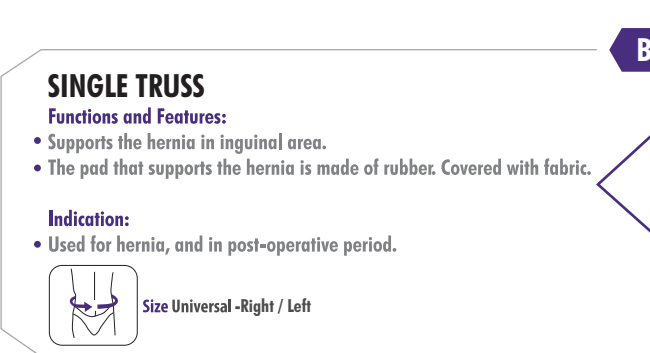 B
SINGLE TRUSS
Functions and Features:
• Supports the hernia in inguinal area.
• The pad that supports the hernia is made of rubber. Covered with fabric.
Indication:
• Used for hernia, and in post-operative period.
Size Universal -Right / Left